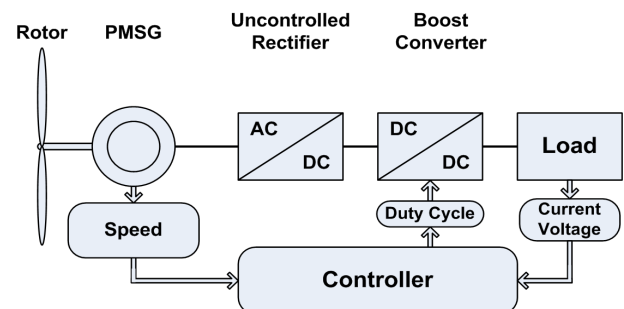 Rotor
PMSG
Uncontrolled
Rectifier
Boost
Converter
AC
DC
DC
DC
Load
Speed
Duty Cycle
Current
Voltage
Controller